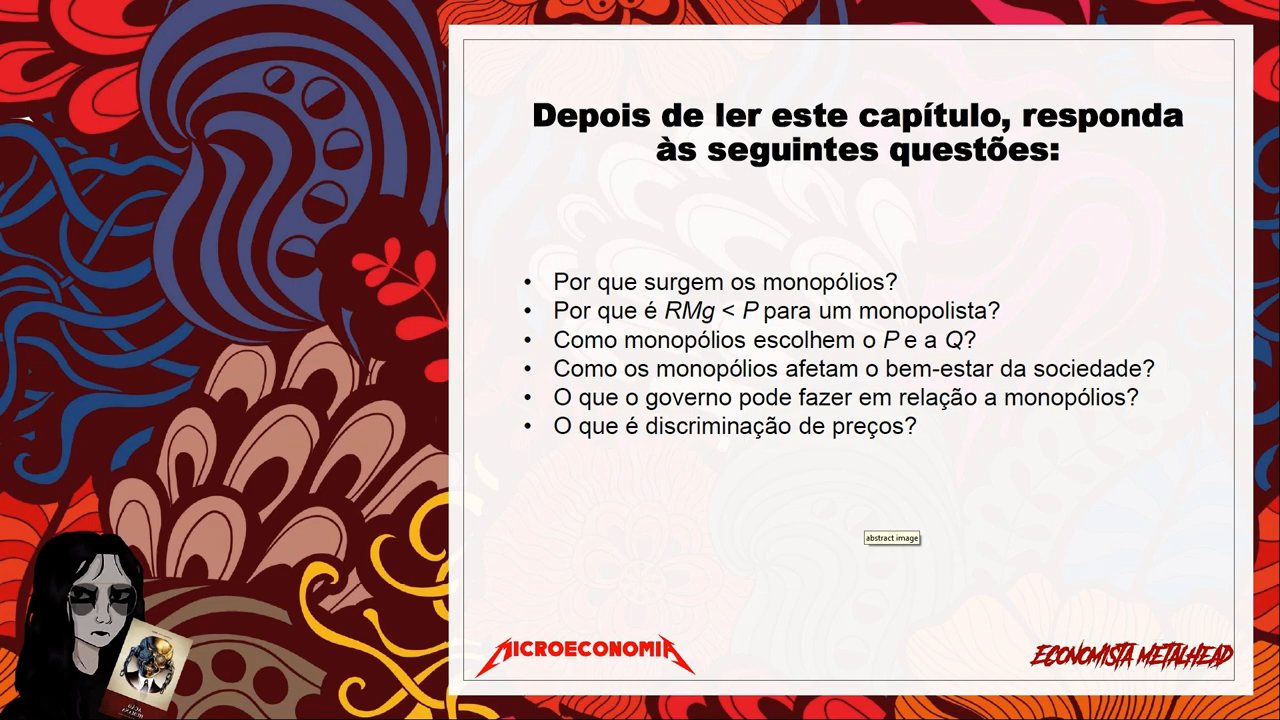 Depois de ler este capítulo, responda
às seguintes questões:
• Por que surgem os monopólios?
• Por que é RMg < P para um monopolista?
• Como monopólios escolhem o P e a Q?
• Como os monopólios afetam o bem-estar da sociedade?
• O que o governo pode fazer em relação a monopólios?
• O que é discriminação de preços?
abstract image
MICROECONOMIA
ECONOMISTA METALHEAD